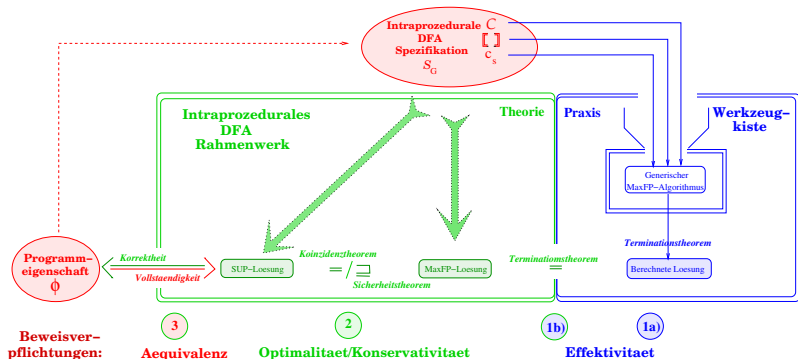 Intraprozedurale C
DFA [[ ]]
Spezifikation c_s
S_G
Intraprozedurales
DFA
Rahmenwerk
Theorie
Praxis
Werkzeug-
kiste
Generischer
MaxFP-Algorithmus
Terminationstheorem
Programm-
eigenschaft
ϕ
Korrektheit
Vollstaendigkeit
SUP-Loesung
Koinzidenztheorem
= / ⊒
Sicherheitstheorem
MaxFP-Loesung
Terminationstheorem
=
Berechnete Loesung
3
2
1b)
1a)
Beweisver-
pflichtungen:
Aequivalenz
Optimalitaet/Konservativitaet
Effektivitaet